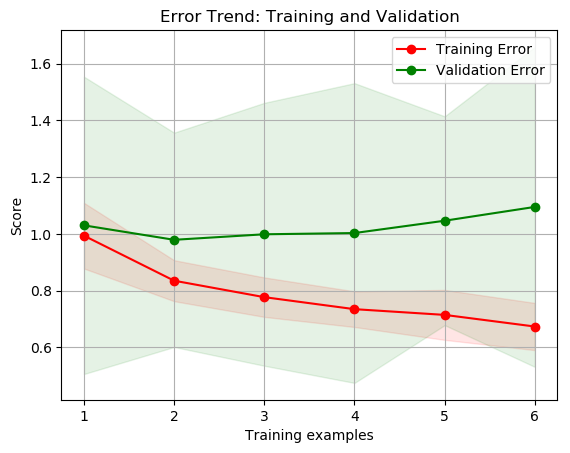 Error Trend: Training and Validation
Training Error
Validation Error
Score
1.6
1.4
1.2
1.0
0.8
0.6
1 2 3 4 5 6
Training examples